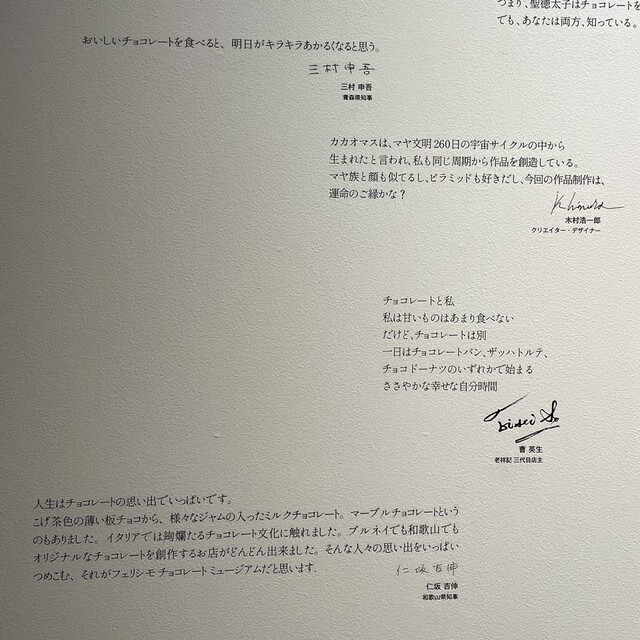 つまり、聖徳太子はチョコレートを
でも、あなたは両方、知っている。
おいしいチョコレートを食べると、明日がキラキラあかるくなると思う。
三村申吾
三村 申吾
青森県知事
カカオマスは、マヤ文明260日の宇宙サイクルの中から
生まれたと言われ、私も同じ周期から作品を創造している。
マヤ族と顔も似てるし、ピラミッドも好きだし、今回の作品制作は、
運命のご縁かな？
木村浩一郎
クリエイター・デザイナー
チョコレートと私
私は甘いものはあまり食べない
だけど、チョコレートは別
一日はチョコレートパン、ザッハトルテ、
チョコドーナツのいずれかで始まる
ささやかな幸せな自分時間
曹 英生
老祥記 三代目店主
人生はチョコレートの思い出でいっぱいです。
こげ茶色の薄い板チョコから、様々なジャムの入ったミルクチョコレート。マーブルチョコレートという
のもありました。イタリアでは絢爛たるチョコレート文化に触れました。ブルネイでも和歌山でも
オリジナルなチョコレートを創作するお店がどんどん出来ました。そんな人々の思い出をいっぱい
つめこむ、それがフェリシモ チョコレートミュージアムだと思います。
仁坂吉伸
仁坂 吉伸
和歌山県知事